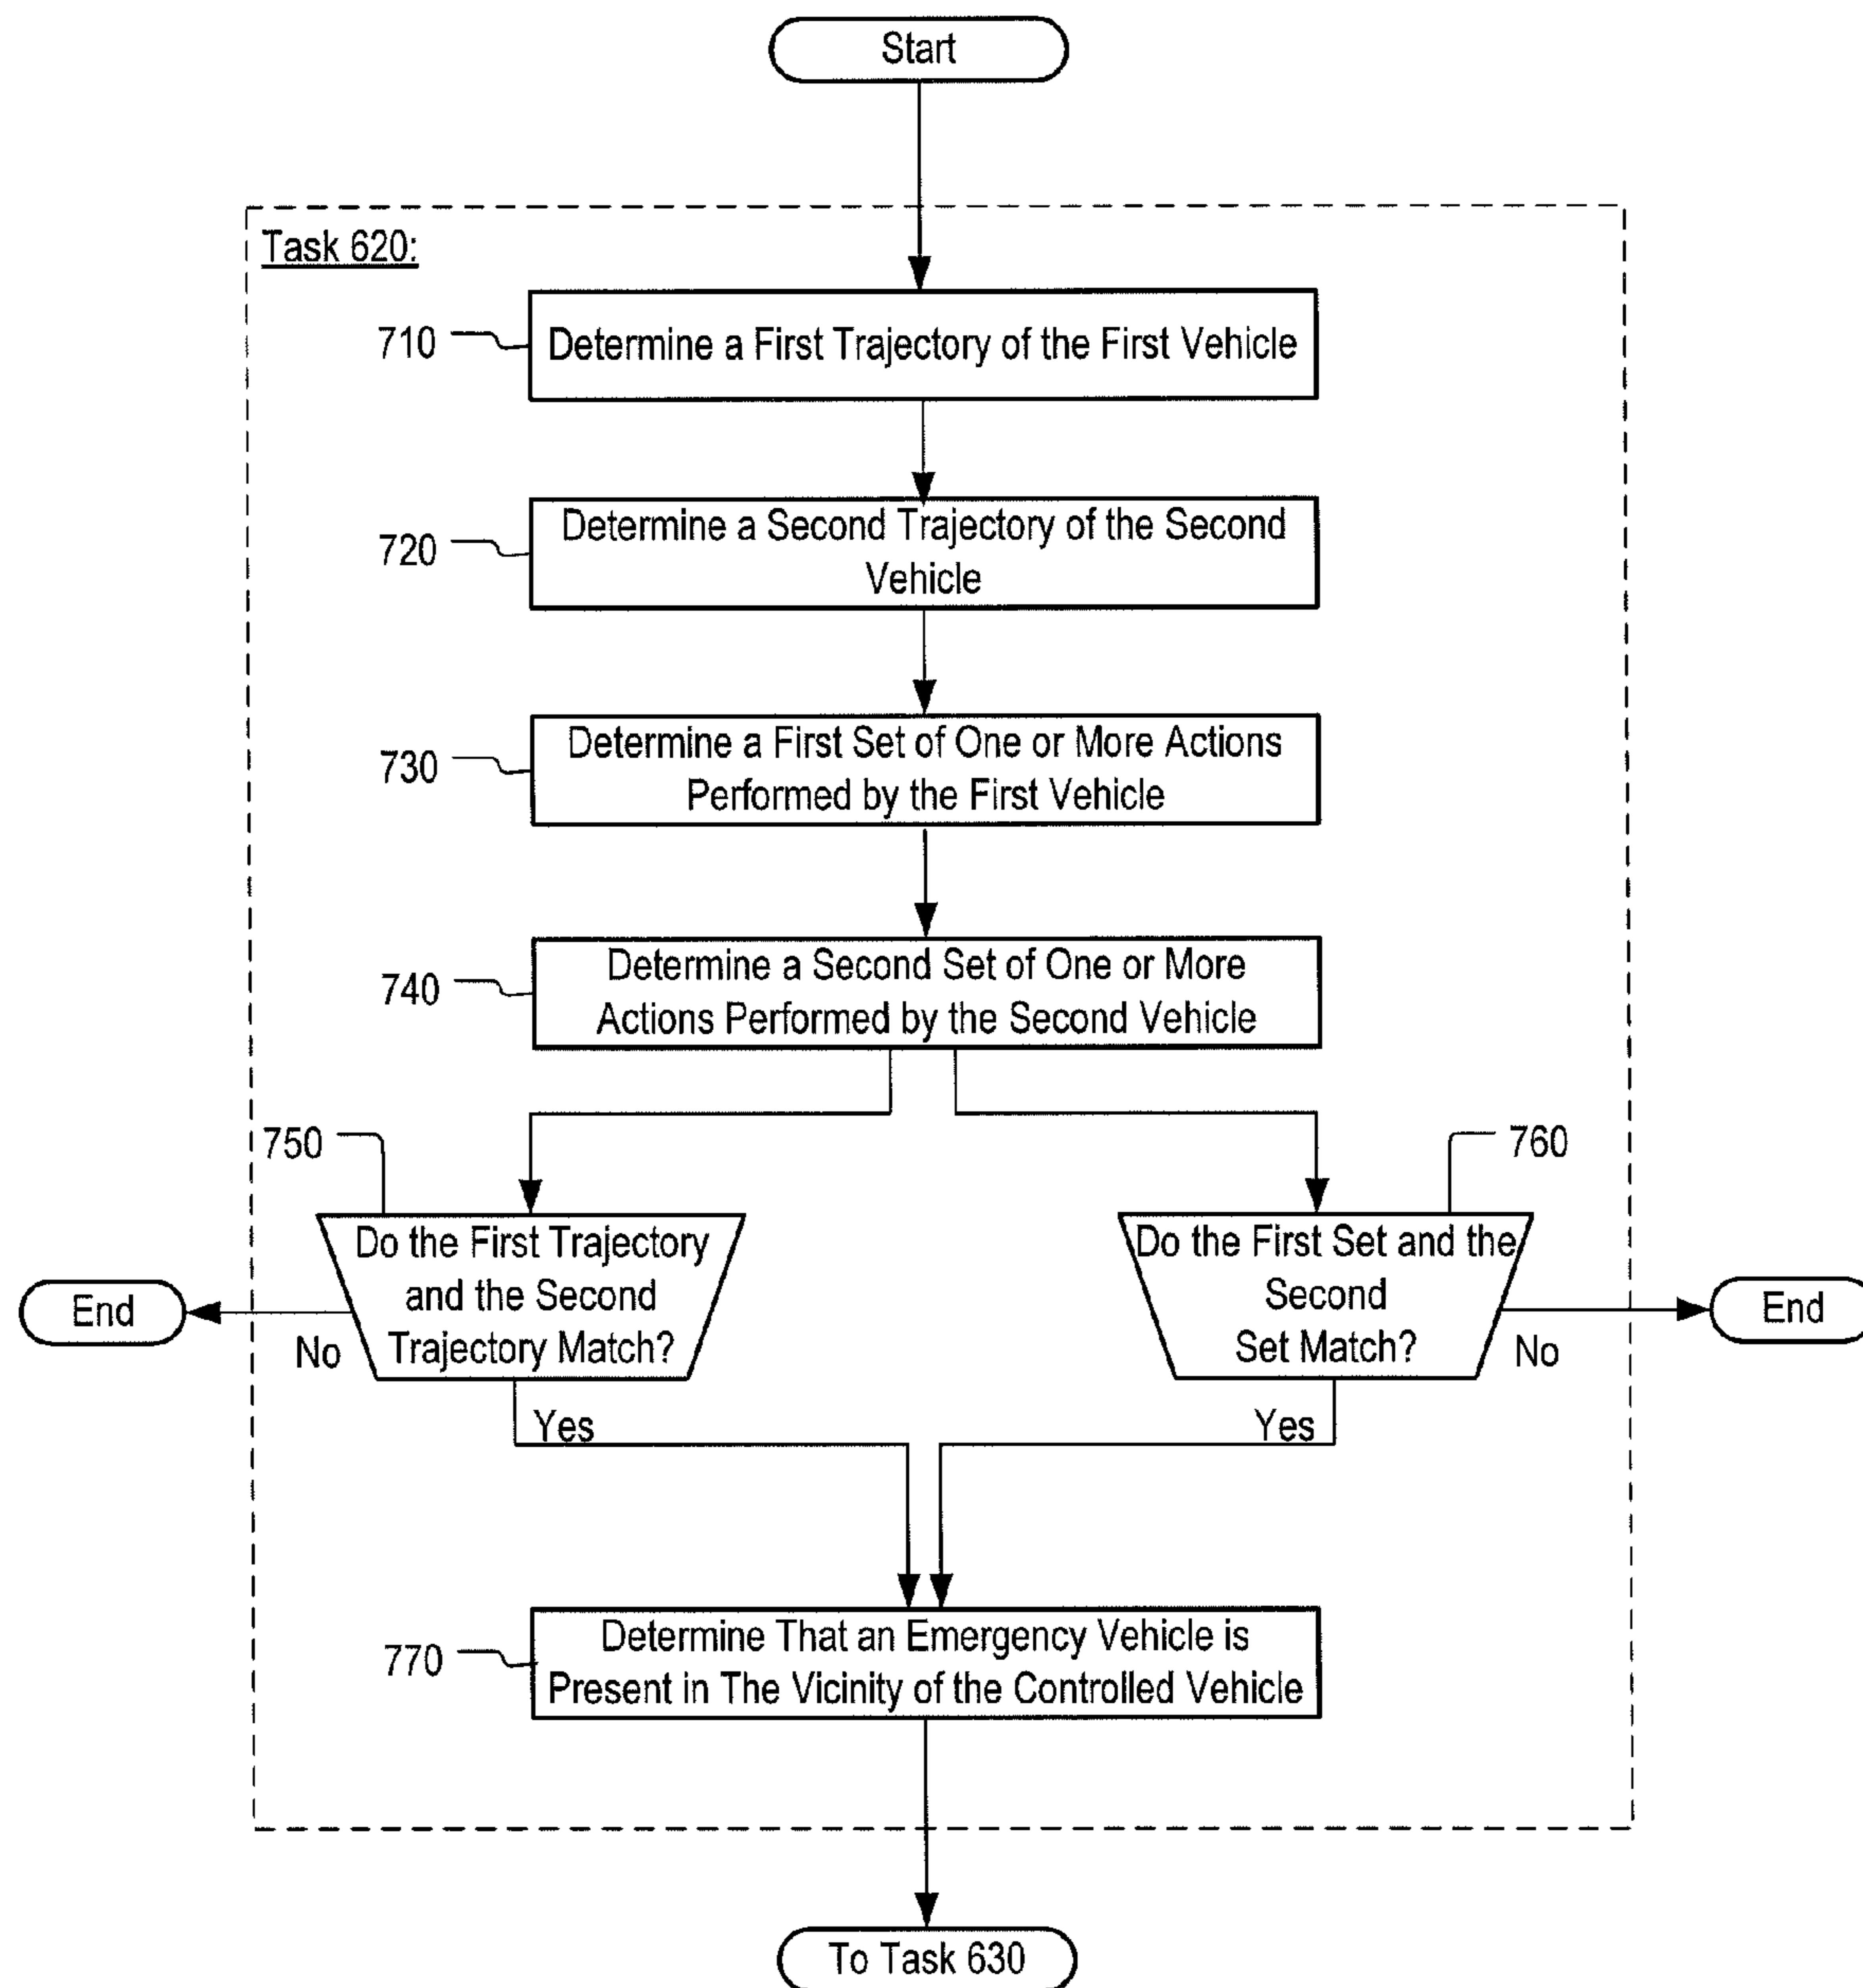 Start
Task 620:
710
Determine a First Trajectory of the First Vehicle
720
Determine a Second Trajectory of the Second
Vehicle
730
Determine a First Set of One or More Actions
Performed by the First Vehicle
740
Determine a Second Set of One or More
Actions Performed by the Second Vehicle
750
760
Do the First Trajectory
and the Second
Trajectory Match?
Do the First Set and the
Second
Set Match?
End
No
End
No
Yes
Yes
770
Determine That an Emergency Vehicle is
Present in The Vicinity of the Controlled Vehicle
To Task 630